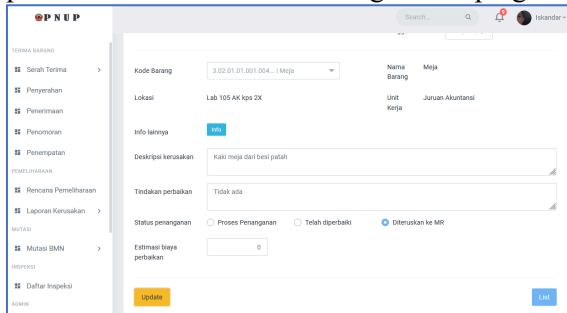 PNUP
Search...
Iskandar
TERIMA BARANG
Serah Terima
Penyerahan
Penerimaan
Penomoran
Penempatan
PEMELIHARAAN
Rencana Pemeliharaan
Laporan Kerusakan
MUTASI
Mutasi BMN
INSPEKSI
Daftar Inspeksi
ADMIN
Kode Barang
3.02.01.01.001.004... | Meja
Nama Barang
Meja
Lokasi
Lab 105 AK kps 2X
Unit Kerja
Juruan Akuntansi
Info lainnya
Info
Deskripsi kerusakan
Kaki meja dari besi patah
Tindakan perbaikan
Tidak ada
Status penanganan
Proses Penanganan
Telah diperbaiki
Diteruskan ke MR
Estimasi biaya perbaikan
0
Update
List